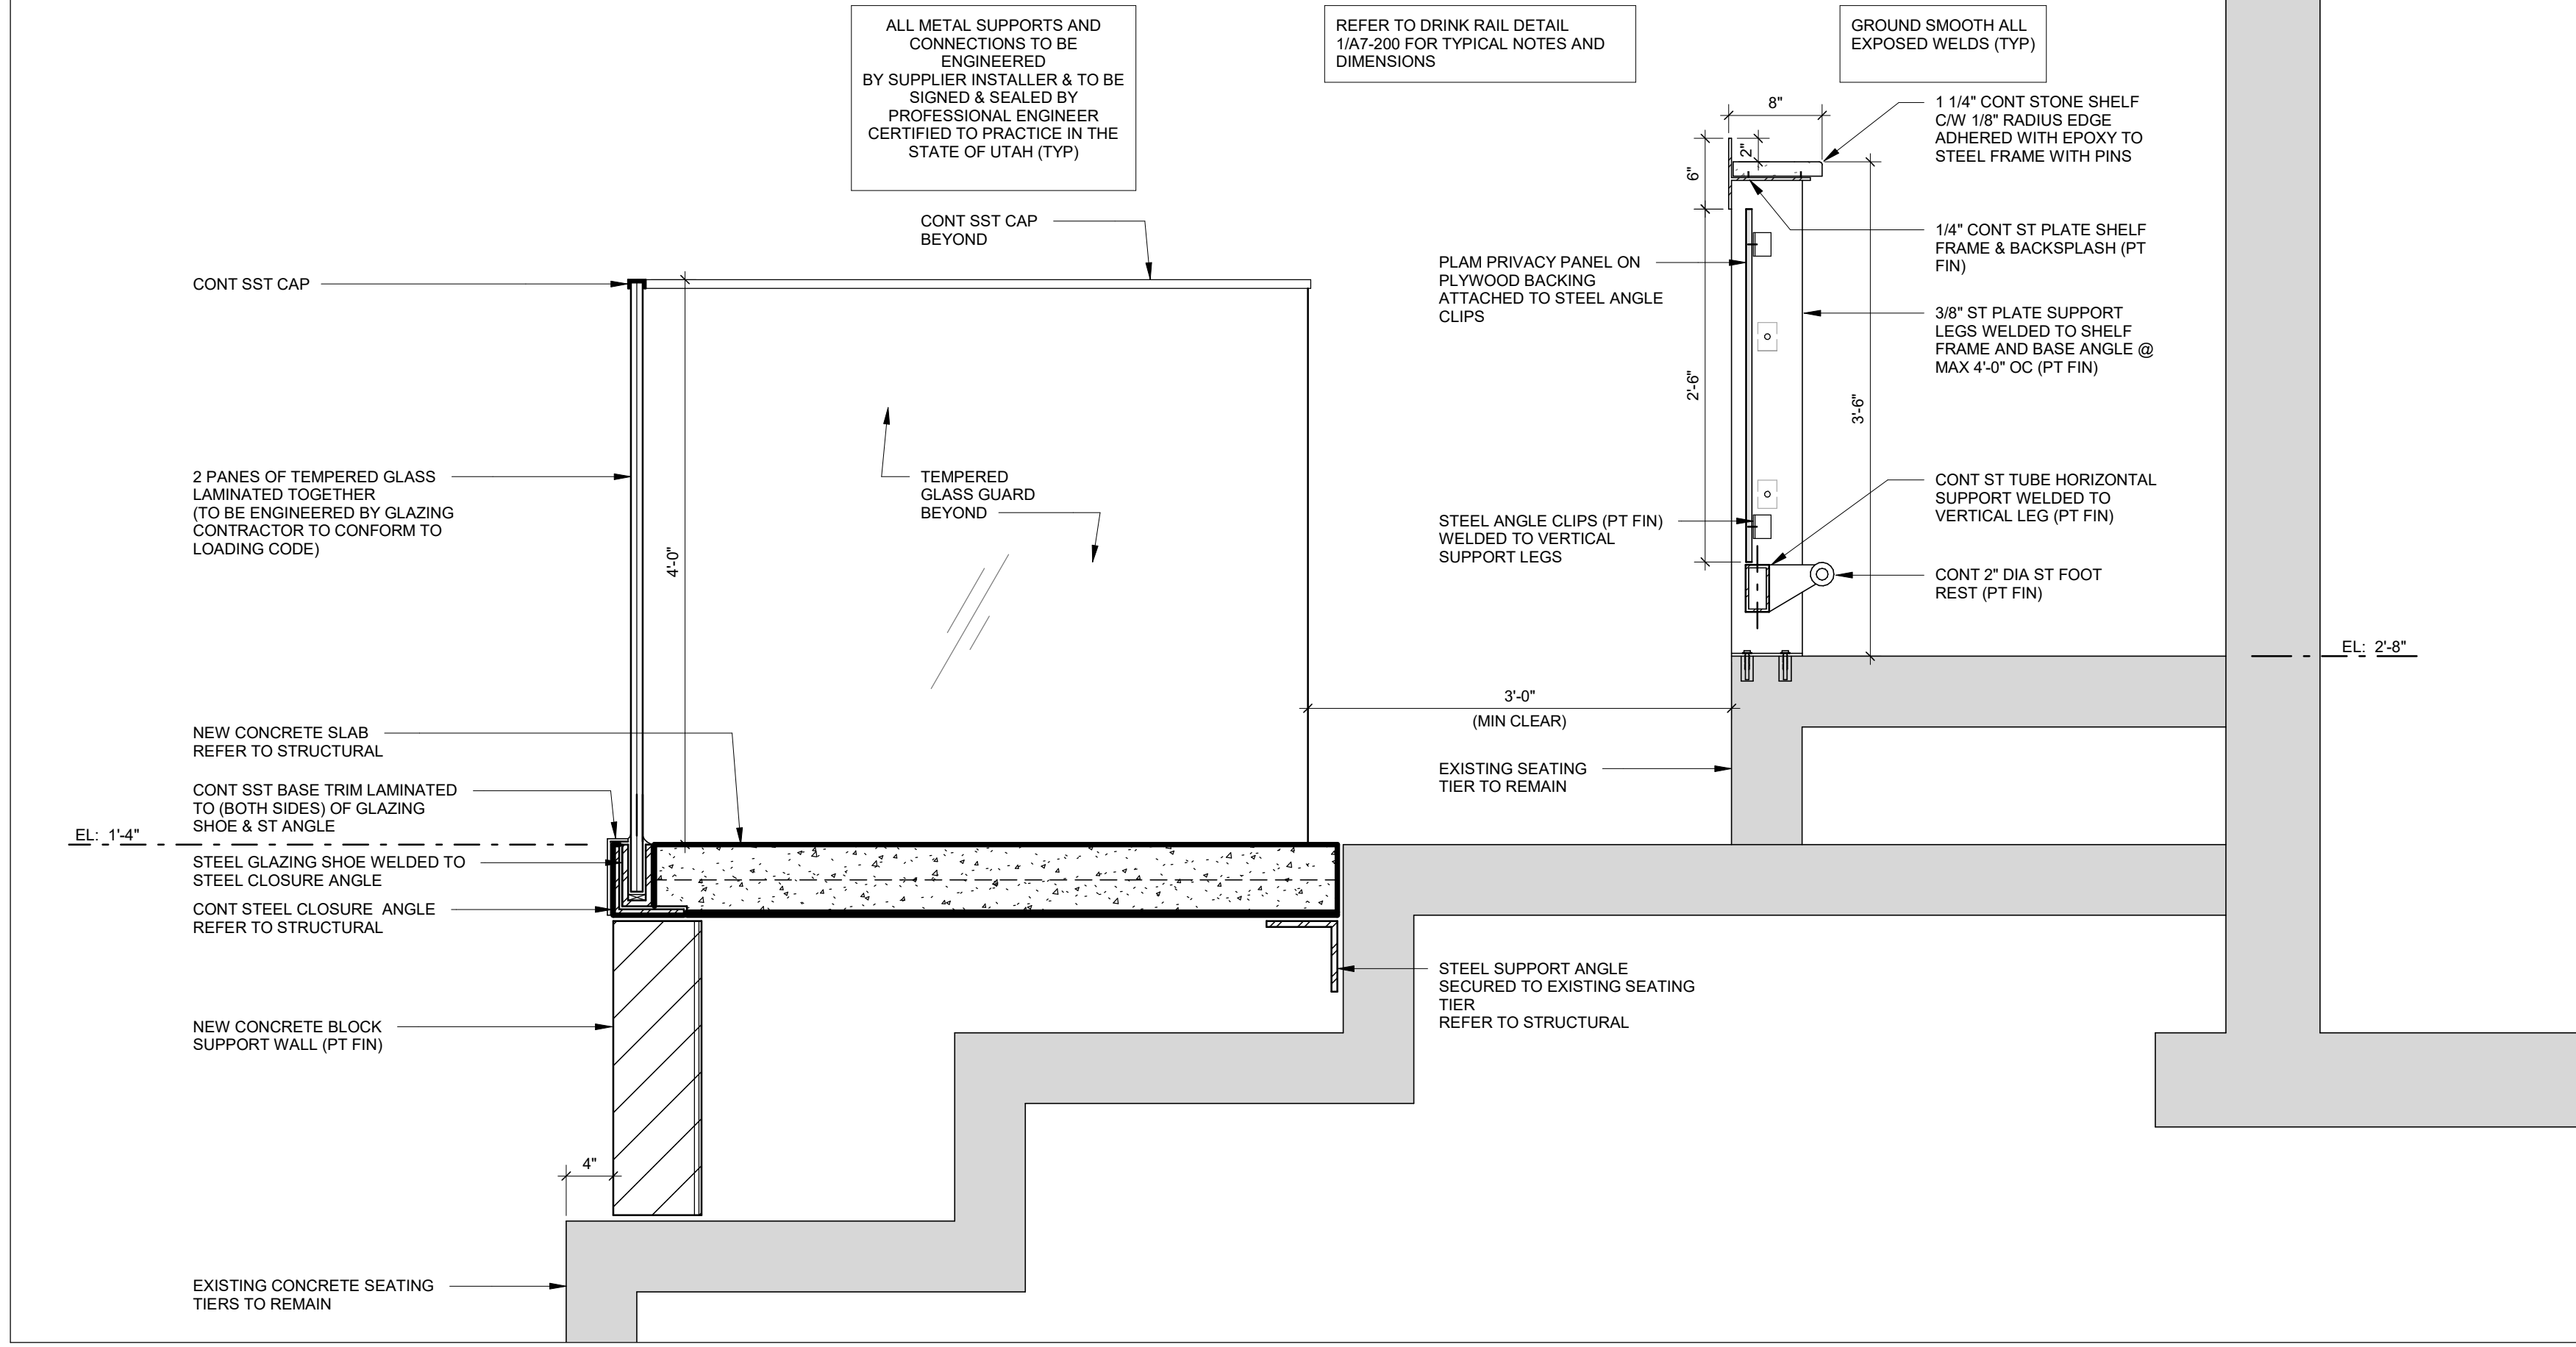 ALL METAL SUPPORTS AND
CONNECTIONS TO BE
ENGINEERED
BY SUPPLIER INSTALLER & TO BE
SIGNED & SEALED BY
PROFESSIONAL ENGINEER
CERTIFIED TO PRACTICE IN THE
STATE OF UTAH (TYP)
REFER TO DRINK RAIL DETAIL
1/A7-200 FOR TYPICAL NOTES AND
DIMENSIONS
GROUND SMOOTH ALL
EXPOSED WELDS (TYP)
CONT SST CAP
BEYOND
CONT SST CAP
2 PANES OF TEMPERED GLASS
LAMINATED TOGETHER
(TO BE ENGINEERED BY GLAZING
CONTRACTOR TO CONFORM TO
LOADING CODE)
4'-0"
TEMPERED
GLASS GUARD
BEYOND
NEW CONCRETE SLAB
REFER TO STRUCTURAL
CONT SST BASE TRIM LAMINATED
TO (BOTH SIDES) OF GLAZING
SHOE & ST ANGLE
EL: 1'-4"
STEEL GLAZING SHOE WELDED TO
STEEL CLOSURE ANGLE
CONT STEEL CLOSURE ANGLE
REFER TO STRUCTURAL
NEW CONCRETE BLOCK
SUPPORT WALL (PT FIN)
4"
EXISTING CONCRETE SEATING
TIERS TO REMAIN
8"
2"
6"
PLAM PRIVACY PANEL ON
PLYWOOD BACKING
ATTACHED TO STEEL ANGLE
CLIPS
2'-6"
3'-6"
STEEL ANGLE CLIPS (PT FIN)
WELDED TO VERTICAL
SUPPORT LEGS
3'-0"
(MIN CLEAR)
EXISTING SEATING
TIER TO REMAIN
STEEL SUPPORT ANGLE
SECURED TO EXISTING SEATING
TIER
REFER TO STRUCTURAL
1 1/4" CONT STONE SHELF
C/W 1/8" RADIUS EDGE
ADHERED WITH EPOXY TO
STEEL FRAME WITH PINS
1/4" CONT ST PLATE SHELF
FRAME & BACKSPLASH (PT
FIN)
3/8" ST PLATE SUPPORT
LEGS WELDED TO SHELF
FRAME AND BASE ANGLE @
MAX 4'-0" OC (PT FIN)
CONT ST TUBE HORIZONTAL
SUPPORT WELDED TO
VERTICAL LEG (PT FIN)
CONT 2" DIA ST FOOT
REST (PT FIN)
EL: 2'-8"